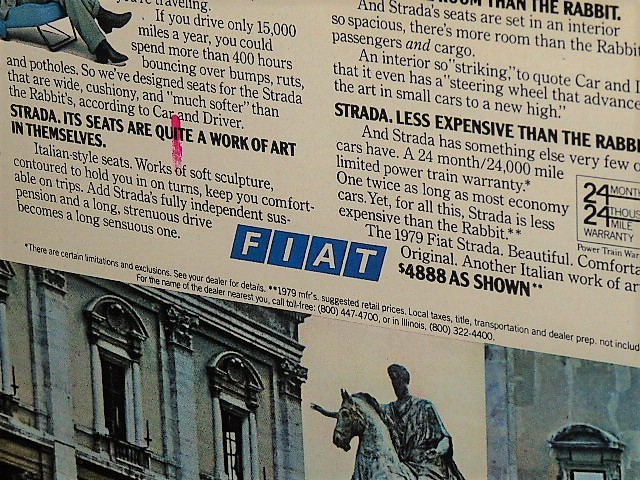 you're traveling.
If you drive only 15,000
miles a year, you could
spend more than 400 hours
bouncing over bumps, ruts,
and potholes. So we've designed seats for the Strada
that are wide, cushiony, and "much softer" than
the Rabbit's, according to Car and Driver.
STRADA. ITS SEATS ARE QUITE A WORK OF ART
IN THEMSELVES.
Italian-style seats. Works of soft sculpture,
contoured to hold you in on turns, keep you comfort-
able on trips. Add Strada's fully independent sus-
pension and a long, strenuous drive
becomes a long sensuous one.
ROOM THAN THE RABBIT.
And Strada's seats are set in an interior
so spacious, there's more room than the Rabbit
passengers and cargo.
An interior so "striking," to quote Car and
that it even has a "steering wheel that advance
the art in small cars to a new high."
STRADA. LESS EXPENSIVE THAN THE RABB
And Strada has something else very few
cars have. A 24 month/24,000 mile
limited power train warranty.*
One twice as long as most economy
cars. Yet, for all this, Strada is less
expensive than the Rabbit.**
The 1979 Fiat Strada. Beautiful. Comfort
Original. Another Italian work of ar
$4888 AS SHOWN**
24 MONT
24 THOUS
MILE
WARRANTY
Power Train War
FIAT
*There are certain limitations and exclusions. See your dealer for details. **1979 mfr's. suggested retail prices. Local taxes, title, transportation and dealer prep. not includ
For the name of the dealer nearest you, call toll-free: (800) 447-4700, or in Illinois, (800) 322-4400.